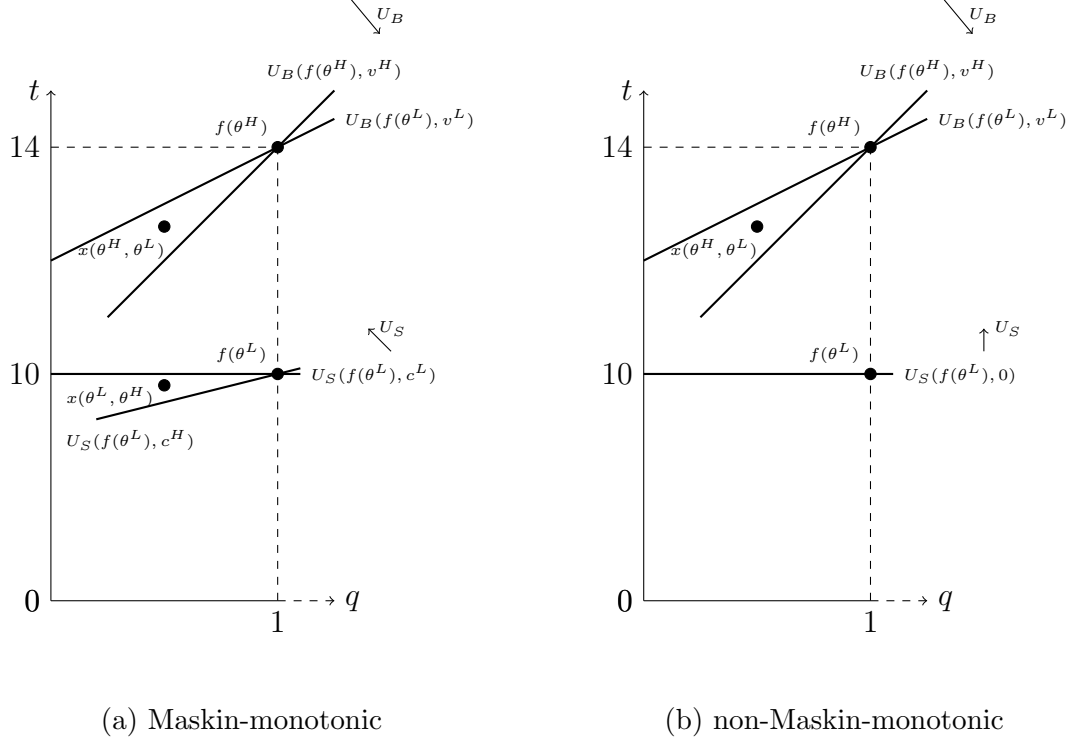 U_B
U_B(f(θ^H), v^H)
t
f(θ^H)
U_B(f(θ^L), v^L)
14
x(θ^H, θ^L)
U_S
f(θ^L)
10
U_S(f(θ^L), c^L)
x(θ^L, θ^H)
U_S(f(θ^L), c^H)
0
q
1
(a) Maskin-monotonic
U_B
U_B(f(θ^H), v^H)
t
f(θ^H)
U_B(f(θ^L), v^L)
14
x(θ^H, θ^L)
U_S
f(θ^L)
10
U_S(f(θ^L), 0)
0
q
1
(b) non-Maskin-monotonic